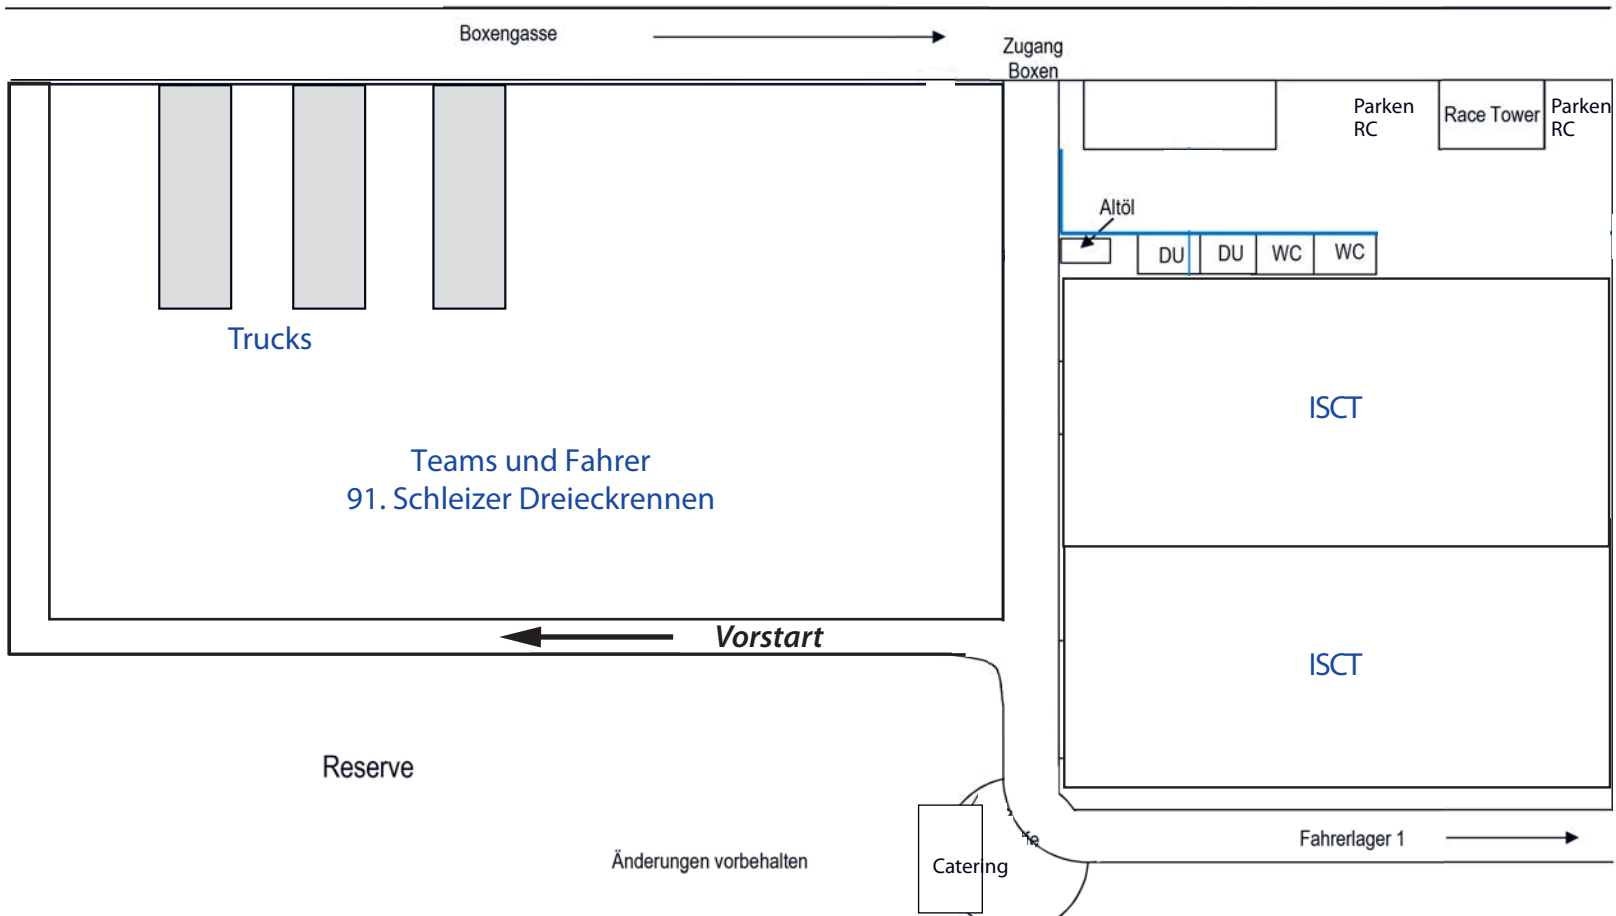 Boxengasse
Zugang
Boxen
Parken
RC
Race Tower
Parken
RC
Altöl
DU
DU
WC
WC
Trucks
ISCT
Teams und Fahrer
91. Schleizer Dreieckrennen
Vorstart
ISCT
Reserve
Fahrerlager 1
Änderungen vorbehalten
Catering